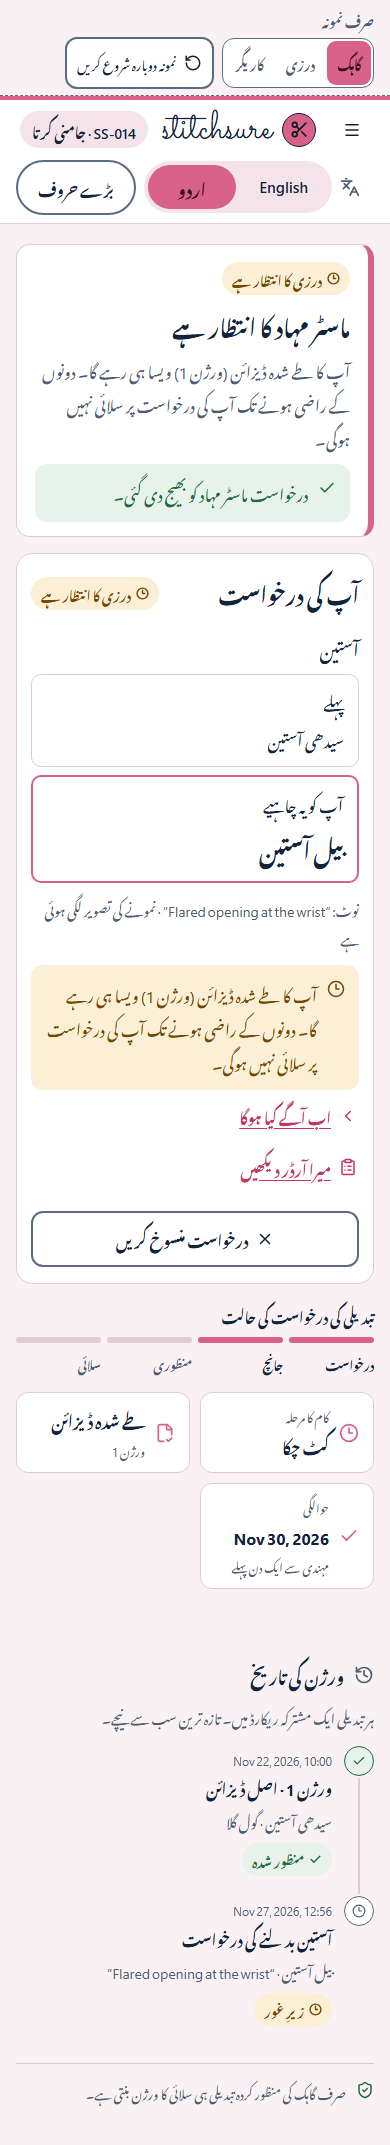 صرف نمونہ
گاہک درزی کاریگر
نمونہ دوبارہ شروع کریں
stitchsure
SS-014 · جامنی کرتا
English اردو
بڑے حروف
درزی کا انتظار ہے
ماسٹر مہاد کا انتظار ہے
آپ کا طے شدہ ڈیزائن (ورژن 1) ویسا ہی رہے گا۔ دونوں
کے راضی ہونے تک آپ کی درخواست پر سلائی نہیں
ہوگی۔
درخواست ماسٹر مہاد کو بھیج دی گئی۔
آپ کی درخواست
درزی کا انتظار ہے
آستین
پہلے
سیدھی آستین
آپ کو یہ چاہیے
بیل آستین
نوٹ: "Flared opening at the wrist" · نمونے کی تصویر لگی ہوئی
ہے
آپ کا طے شدہ ڈیزائن (ورژن 1) ویسا ہی رہے
گا۔ دونوں کے راضی ہونے تک آپ کی درخواست
پر سلائی نہیں ہوگی۔
اب آگے کیا ہوگا
میرا آرڈر دیکھیں
درخواست منسوخ کریں
تبدیلی کی درخواست کی حالت
درخواست جانچ منظوری سلائی
کام کا مرحلہ
کٹ چکا
طے شدہ ڈیزائن
ورژن 1
حوالگی
Nov 30, 2026
مہندی سے ایک دن پہلے
ورژن کی تاریخ
ہر تبدیلی ایک مشترکہ ریکارڈ میں۔ تازہ ترین سب سے نیچے۔
Nov 22, 2026, 10:00
ورژن 1 · اصل ڈیزائن
سیدھی آستین · گول گلا
منظور شدہ
Nov 27, 2026, 12:56
آستین بدلنے کی درخواست
بیل آستین · "Flared opening at the wrist"
زیرِ غور
صرف گاہک کی منظور کردہ تبدیلی ہی سلائی کا ورژن بنتی ہے۔